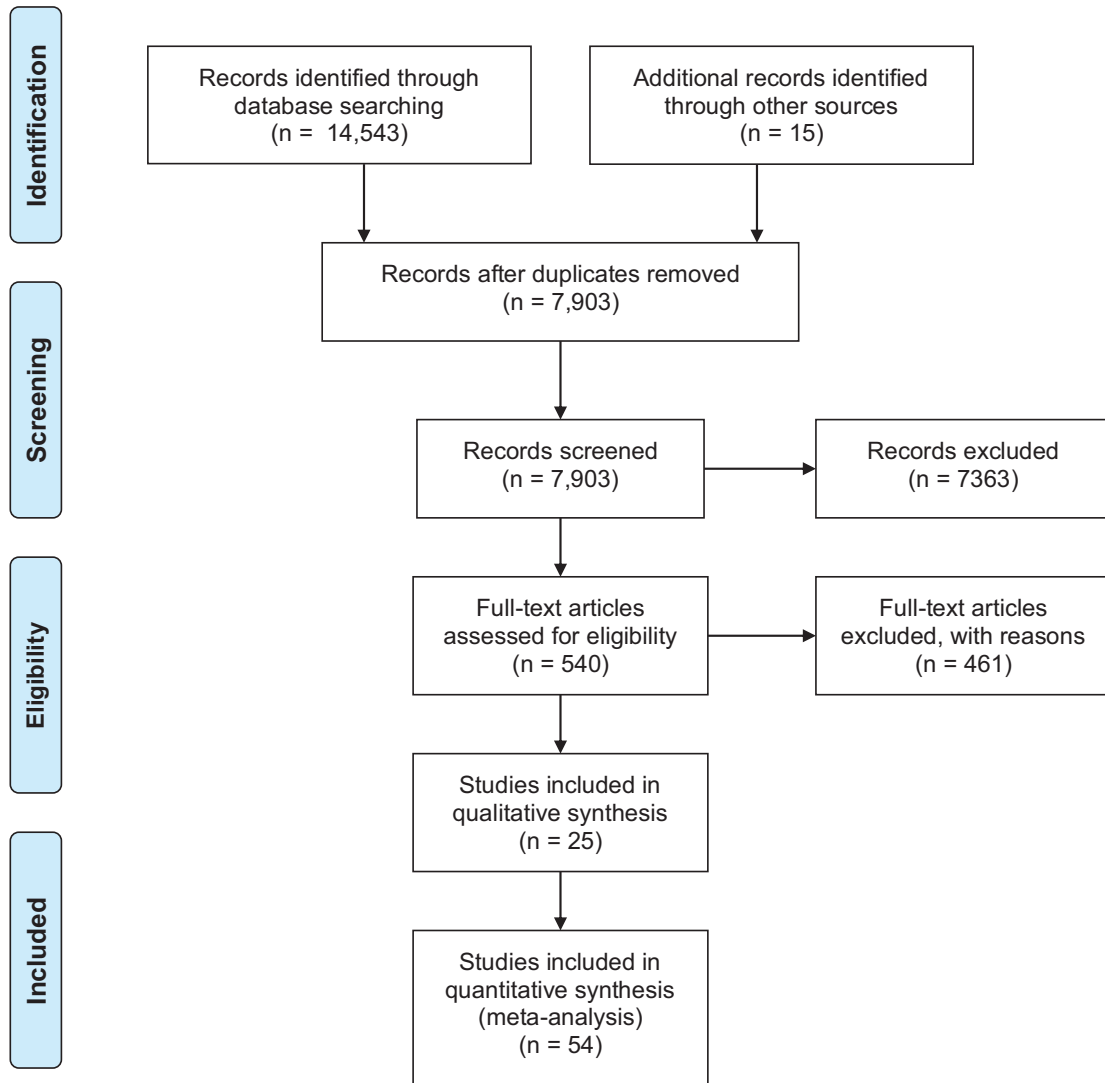 Identification
Records identified through
database searching
(n = 14,543)
Additional records identified
through other sources
(n = 15)
Records after duplicates removed
(n = 7,903)
Screening
Records screened
(n = 7,903)
Records excluded
(n = 7363)
Eligibility
Full-text articles
assessed for eligibility
(n = 540)
Full-text articles
excluded, with reasons
(n = 461)
Studies included in
qualitative synthesis
(n = 25)
Included
Studies included in
quantitative synthesis
(meta-analysis)
(n = 54)